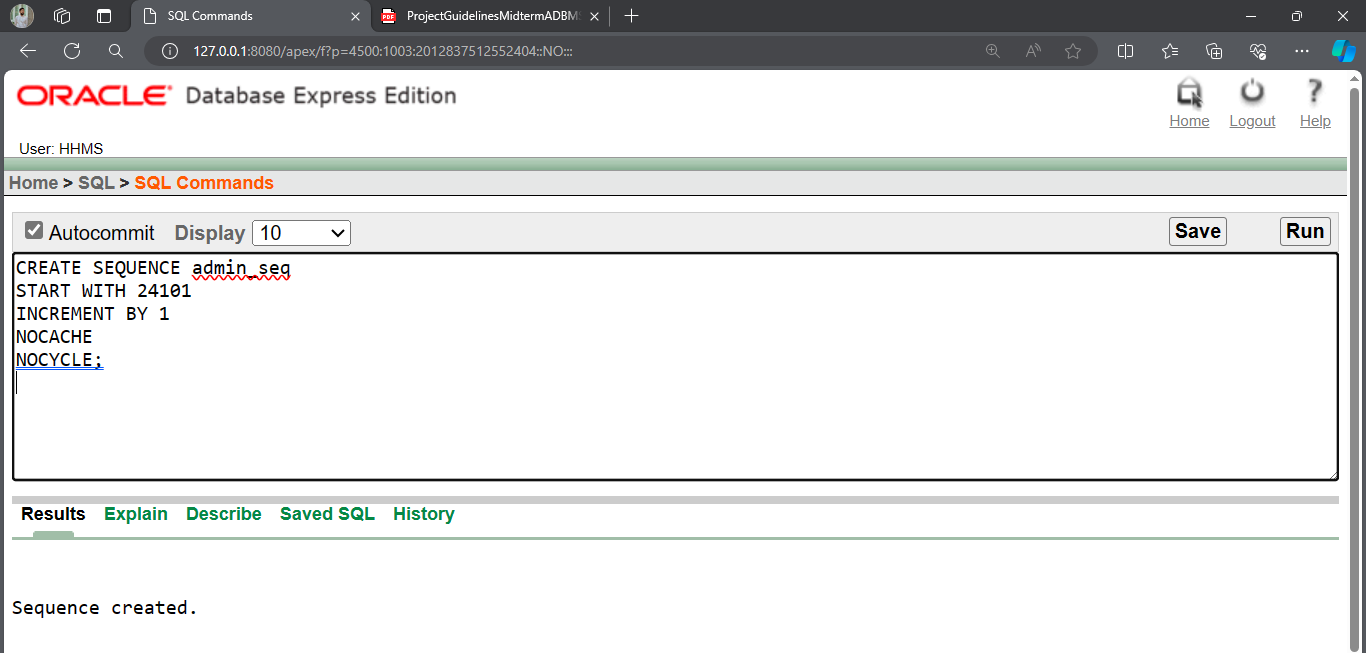 SQL Commands
PDF
ProjectGuidelinesMidtermADBMS
127.0.0.1:8080/apex/f?p=4500:1003:2012837512552404::NO:::
ORACLE® Database Express Edition
Home Logout Help
User: HHMS
Home > SQL > SQL Commands
Autocommit Display 10 Save Run
CREATE SEQUENCE admin_seq
START WITH 24101
INCREMENT BY 1
NOCACHE
NOCYCLE;
Results Explain Describe Saved SQL History
Sequence created.